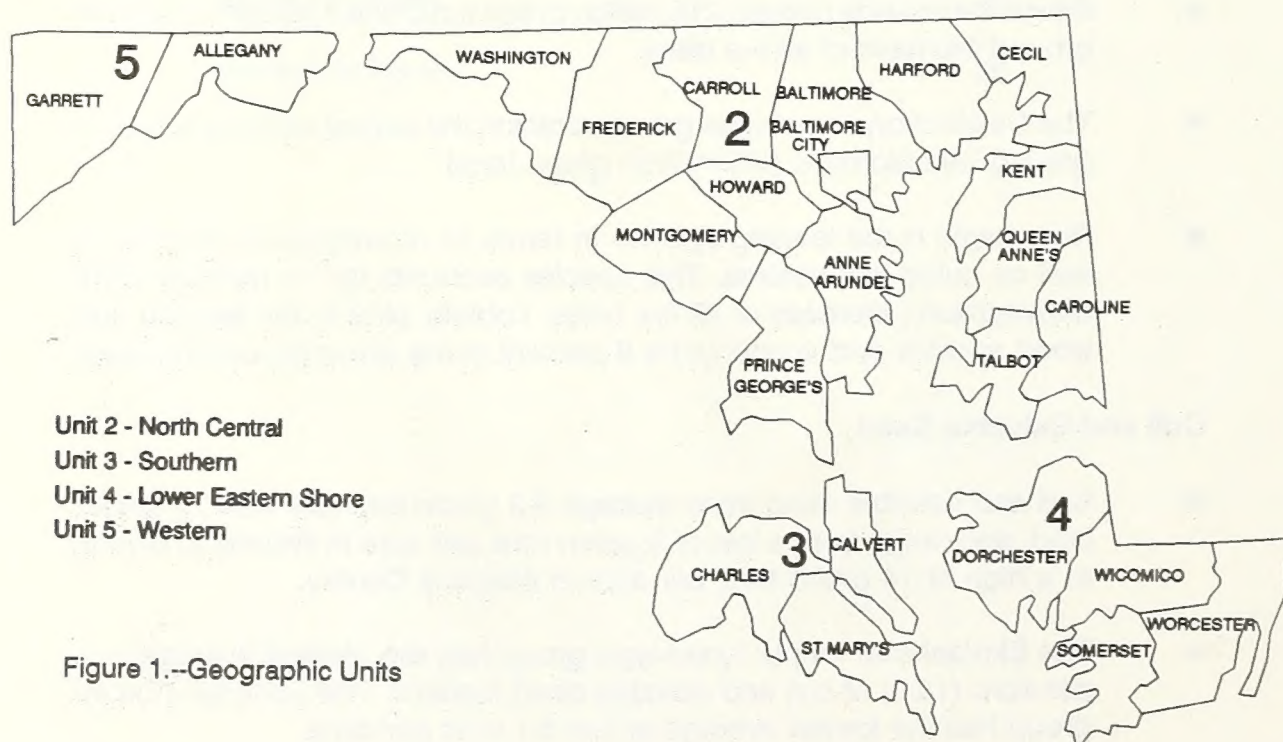 5
ALLEGANY
GARRETT
WASHINGTON
FREDERICK
CARROLL
2
BALTIMORE
BALTIMORE
CITY
HARFORD
CECIL
HOWARD
MONTGOMERY
ANNE
ARUNDEL
PRINCE
GEORGE'S
KENT
QUEEN
ANNE'S
CAROLINE
TALBOT
Unit 2 - North Central
Unit 3 - Southern
Unit 4 - Lower Eastern Shore
Unit 5 - Western
3
CHARLES
CALVERT
ST MARY'S
4
DORCHESTER
WICOMICO
WORCESTER
SOMERSET
Figure 1.--Geographic Units